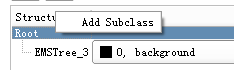 Structu
Add Subclass
Root
EMSTree_3
0, background